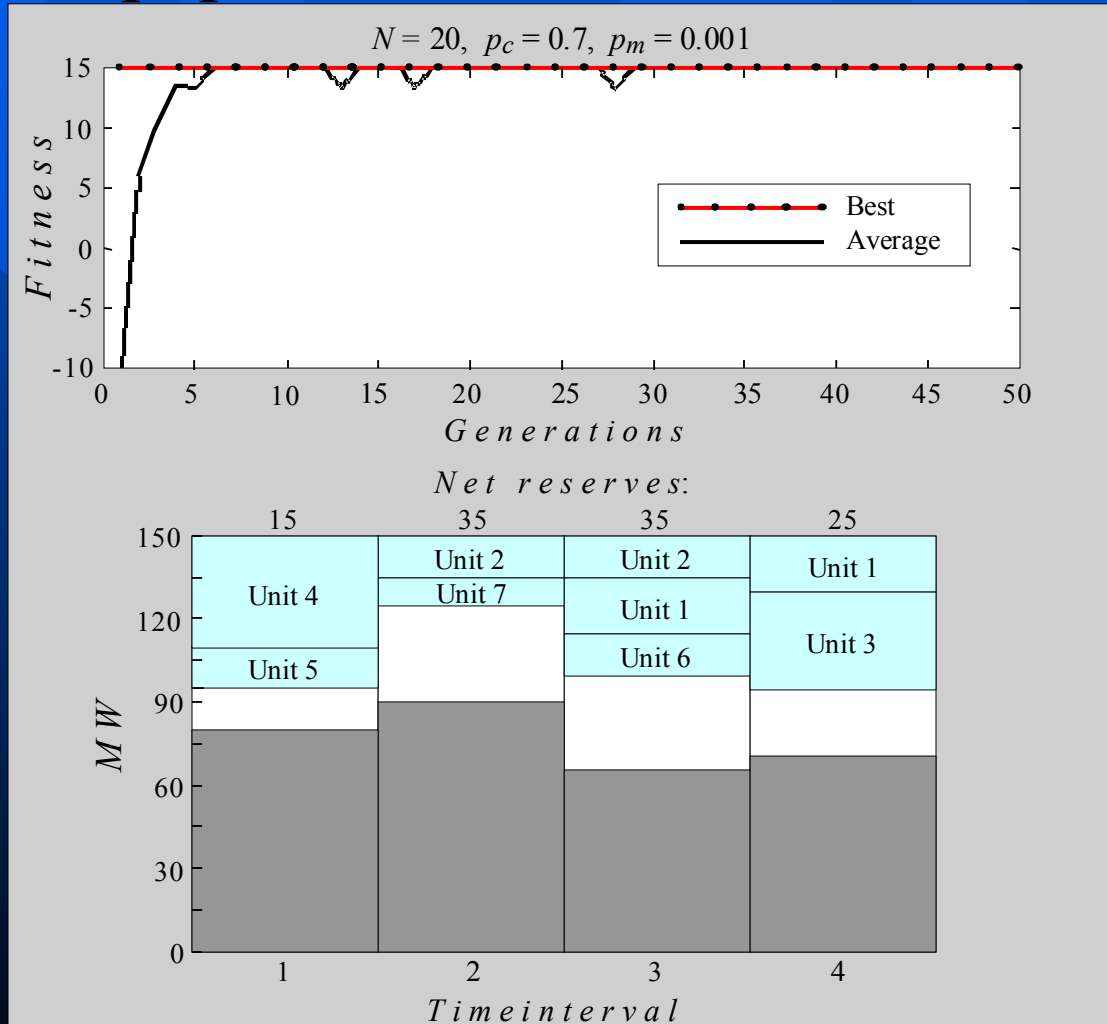 N = 20, pc = 0.7, pm = 0.001
15
10
5
0
-5
-10
Fitness
Best
Average
0 5 10 15 20 25 30 35 40 45 50
Generations
Net reserves:
15 35 35 25
150
120
90
60
30
0
MW
Unit 4
Unit 5
Unit 2
Unit 7
Unit 2
Unit 1
Unit 6
Unit 1
Unit 3
1 2 3 4
Timeinterval